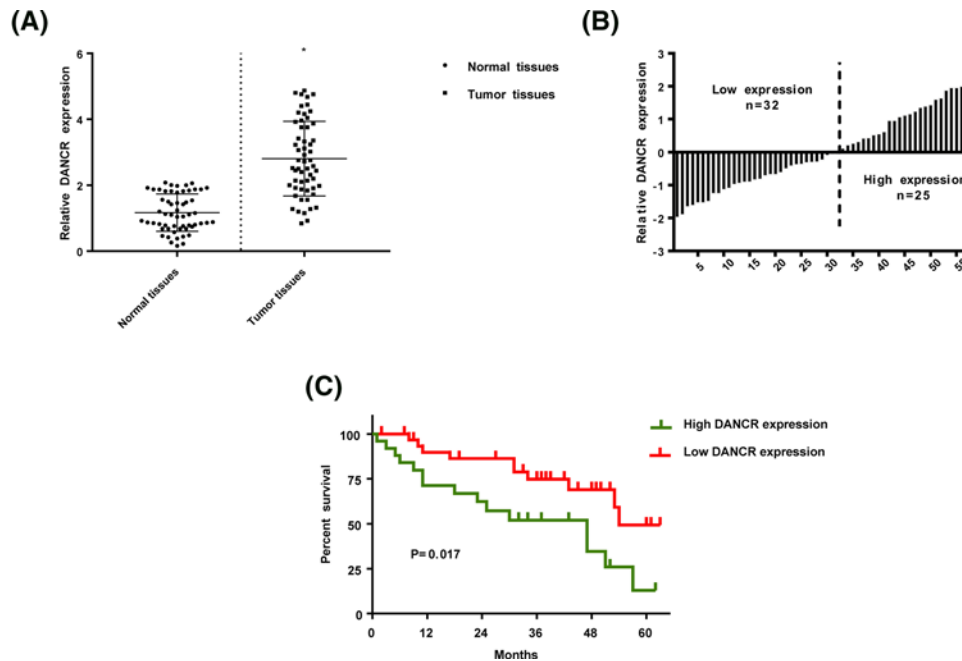 (A)
Relative DANCR expression
6
4
2
0
*
Normal tissues
Tumor tissues
Normal tissues
Tumor tissues
(B)
Relative DANCR expression
3
2
1
0
-1
-2
-3
Low expression
n=32
High expression
n=25
5
10
15
20
25
30
35
40
45
50
55
(C)
Percent survival
100
75
50
25
0
P=0.017
0
12
24
36
48
60
Months
High DANCR expression
Low DANCR expression